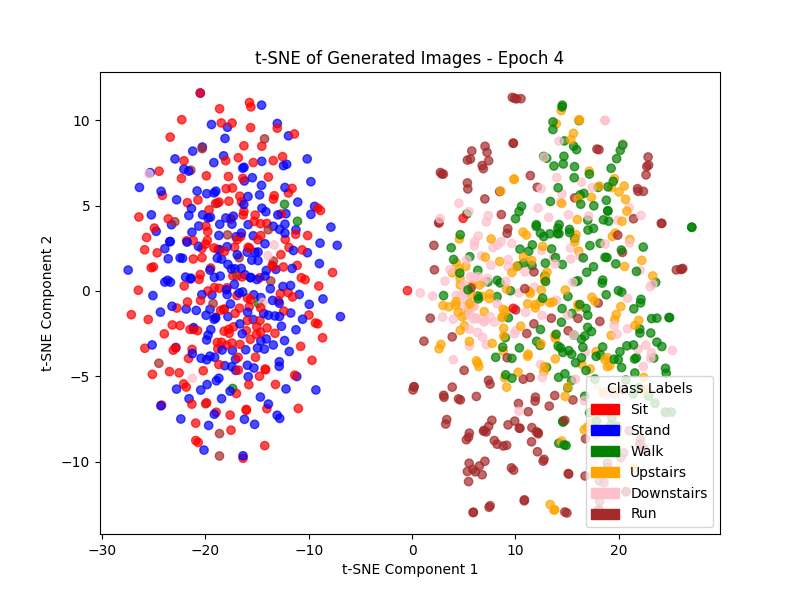 t-SNE of Generated Images - Epoch 4
10
5
0
−5
−10
t-SNE Component 2
−30
−20
−10
0
10
20
t-SNE Component 1
Class Labels
Sit
Stand
Walk
Upstairs
Downstairs
Run